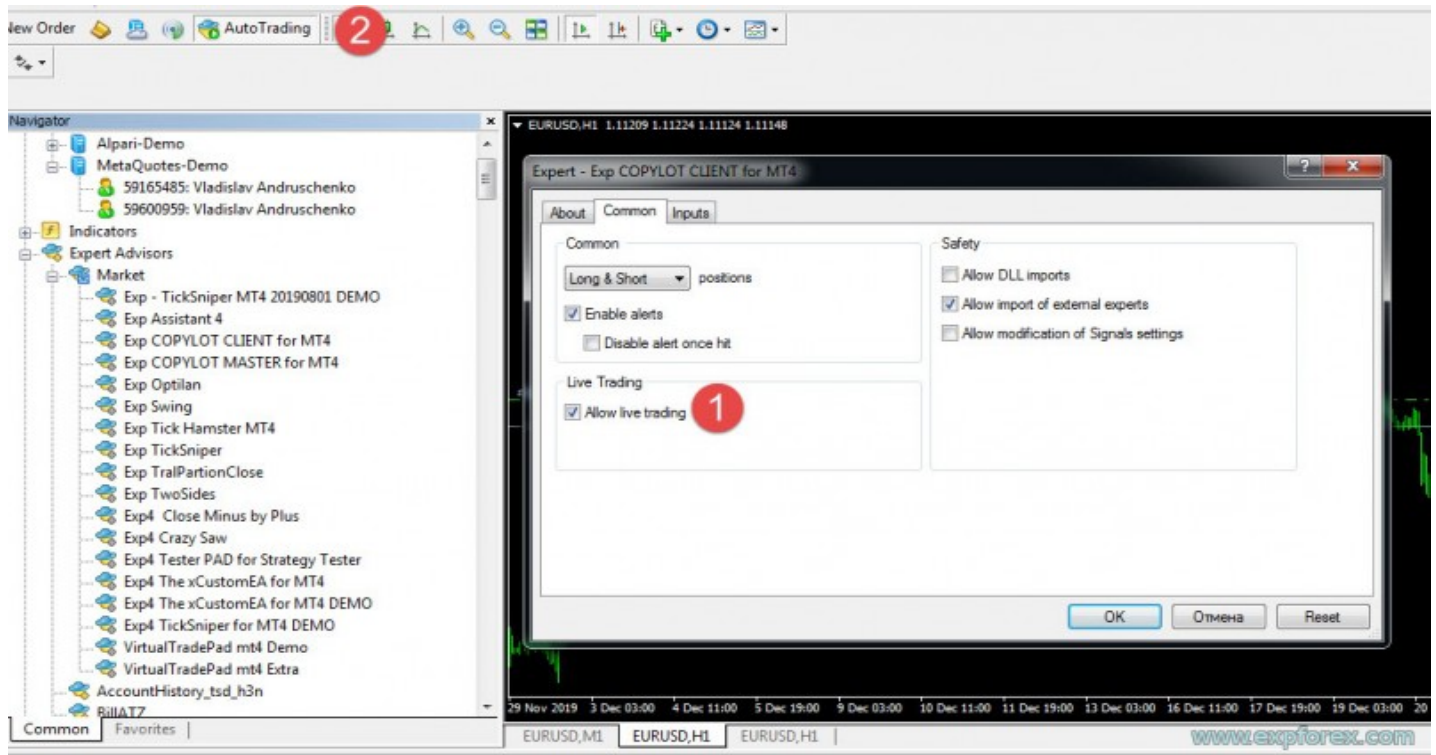 New Order AutoTrading 2
Navigator
Alpari-Demo
MetaQuotes-Demo
59165485: Vladislav Andruschenko
59600959: Vladislav Andruschenko
Indicators
Expert Advisors
Market
Exp - TickSniper MT4 20190801 DEMO
Exp Assistant 4
Exp COPYLOT CLIENT for MT4
Exp COPYLOT MASTER for MT4
Exp Optilan
Exp Swing
Exp Tick Hamster MT4
Exp TickSniper
Exp TralPartionClose
Exp TwoSides
Exp4 Close Minus by Plus
Exp4 Crazy Saw
Exp4 Tester PAD for Strategy Tester
Exp4 The xCustomEA for MT4
Exp4 The xCustomEA for MT4 DEMO
Exp4 TickSniper for MT4 DEMO
VirtualTradePad mt4 Demo
VirtualTradePad mt4 Extra
AccountHistory_tsd_h3n
BillATZ
Common Favorites
EURUSD,H1 1.11209 1.11224 1.11124 1.11148
Expert - Exp COPYLOT CLIENT for MT4
About Common Inputs
Common
Long & Short positions
Enable alerts
Disable alert once hit
Live Trading
Allow live trading 1
Safety
Allow DLL imports
Allow import of external experts
Allow modification of Signals settings
OK Отмена Reset
29 Nov 2019 3 Dec 03:00 4 Dec 11:00 5 Dec 19:00 9 Dec 03:00 10 Dec 11:00 11 Dec 19:00 13 Dec 03:00 16 Dec 11:00 17 Dec 19:00 19 Dec 03:00 20
EURUSD,M1 EURUSD,H1 EURUSD,H1
www.expforex.com